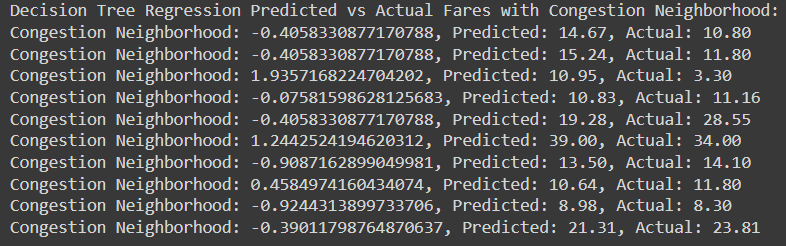 Decision Tree Regression Predicted vs Actual Fares with Congestion Neighborhood:
Congestion Neighborhood: -0.4058330877170788, Predicted: 14.67, Actual: 10.80
Congestion Neighborhood: -0.4058330877170788, Predicted: 15.24, Actual: 11.80
Congestion Neighborhood: 1.9357168224704202, Predicted: 10.95, Actual: 3.30
Congestion Neighborhood: -0.07581598628125683, Predicted: 10.83, Actual: 11.16
Congestion Neighborhood: -0.4058330877170788, Predicted: 19.28, Actual: 28.55
Congestion Neighborhood: 1.2442524194620312, Predicted: 39.00, Actual: 34.00
Congestion Neighborhood: -0.9087162899049981, Predicted: 13.50, Actual: 14.10
Congestion Neighborhood: 0.4584974160434074, Predicted: 10.64, Actual: 11.80
Congestion Neighborhood: -0.9244313899733706, Predicted: 8.98, Actual: 8.30
Congestion Neighborhood: -0.39011798764870637, Predicted: 21.31, Actual: 23.81